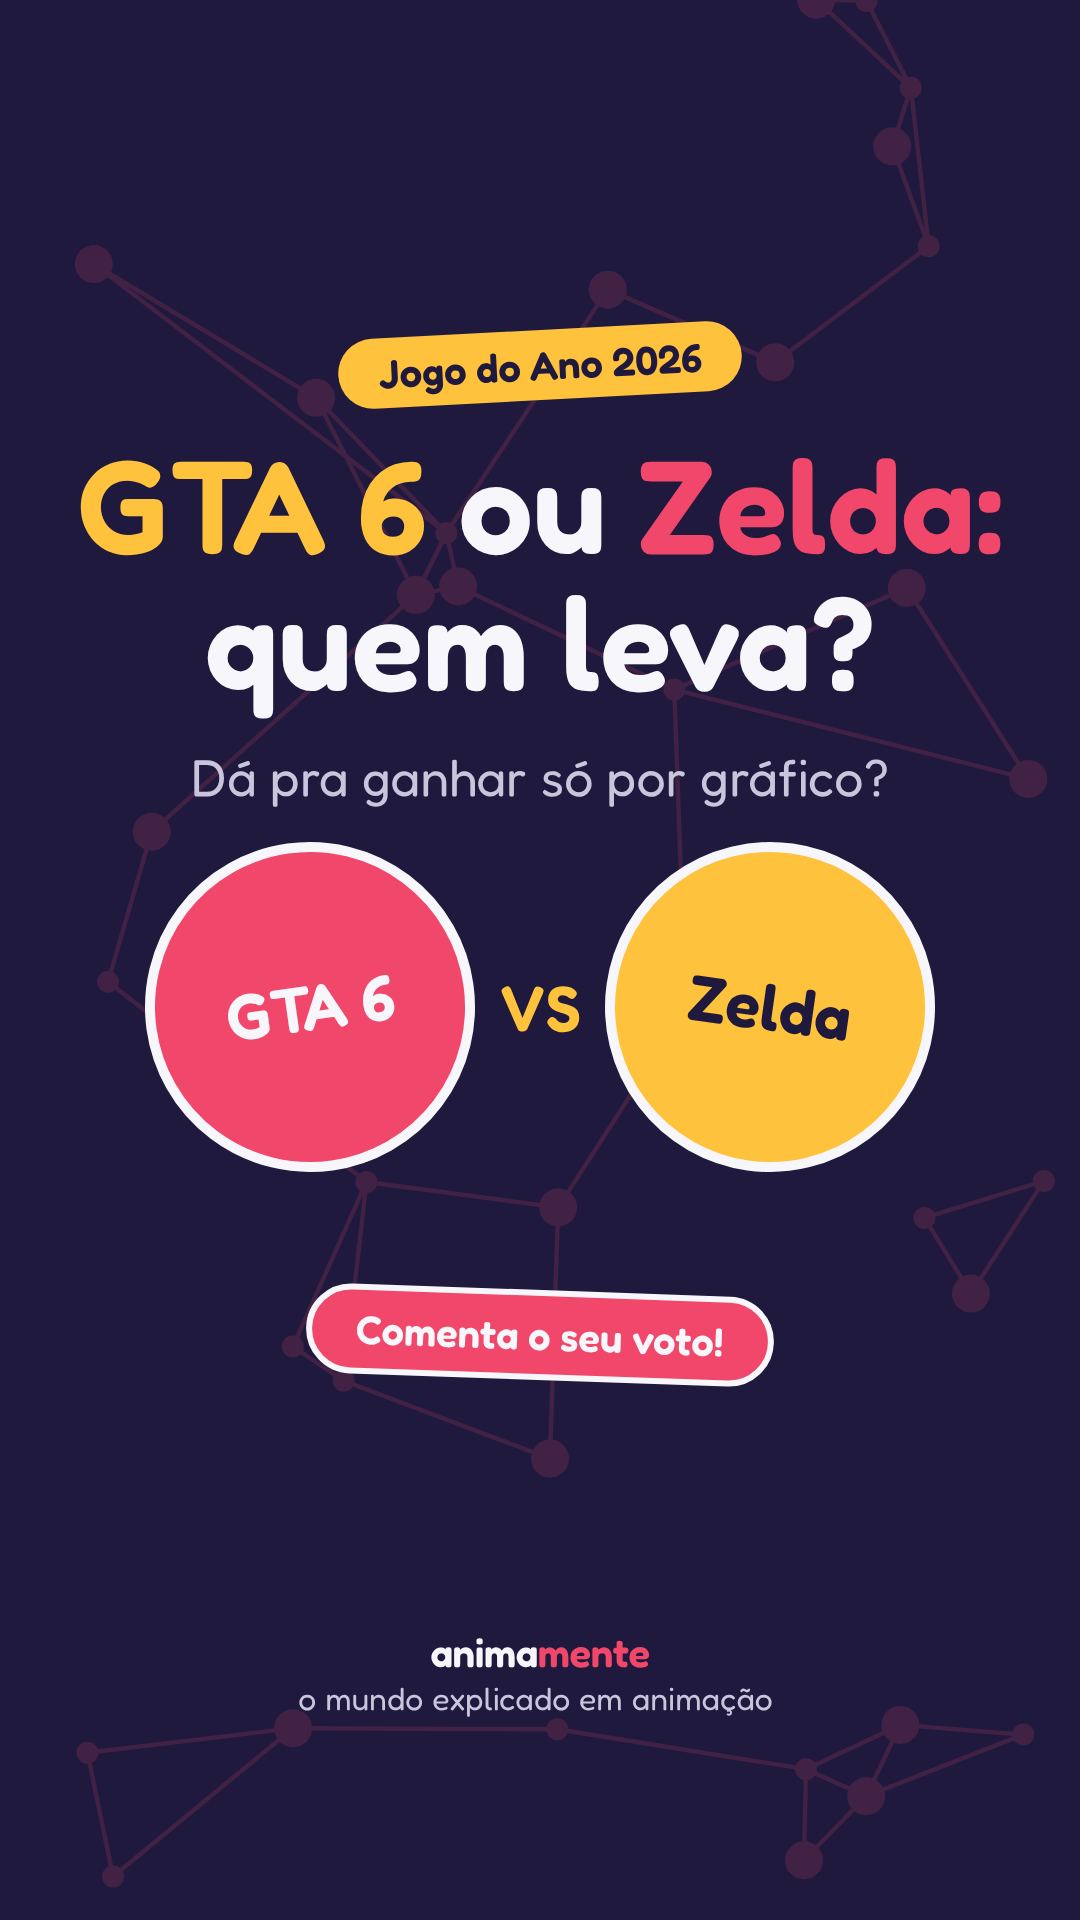 Jogo do Ano 2026
GTA 6 ou Zelda:
quem leva?
Dá pra ganhar só por gráfico?
GTA 6
VS
Zelda
Comenta o seu voto!
animamente
o mundo explicado em animação